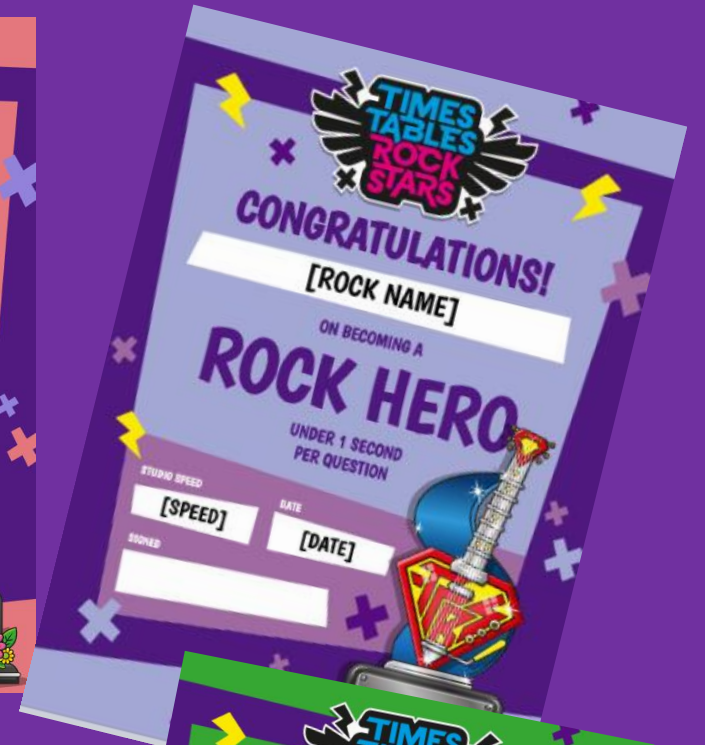 TIMES
TABLES
ROCK
STARS
CONGRATULATIONS!
[ROCK NAME]
ON BECOMING A
ROCK HERO
UNDER 1 SECOND
PER QUESTION
STUDIO SPEED
DATE
[SPEED]
[DATE]
SIGNED
TIMES